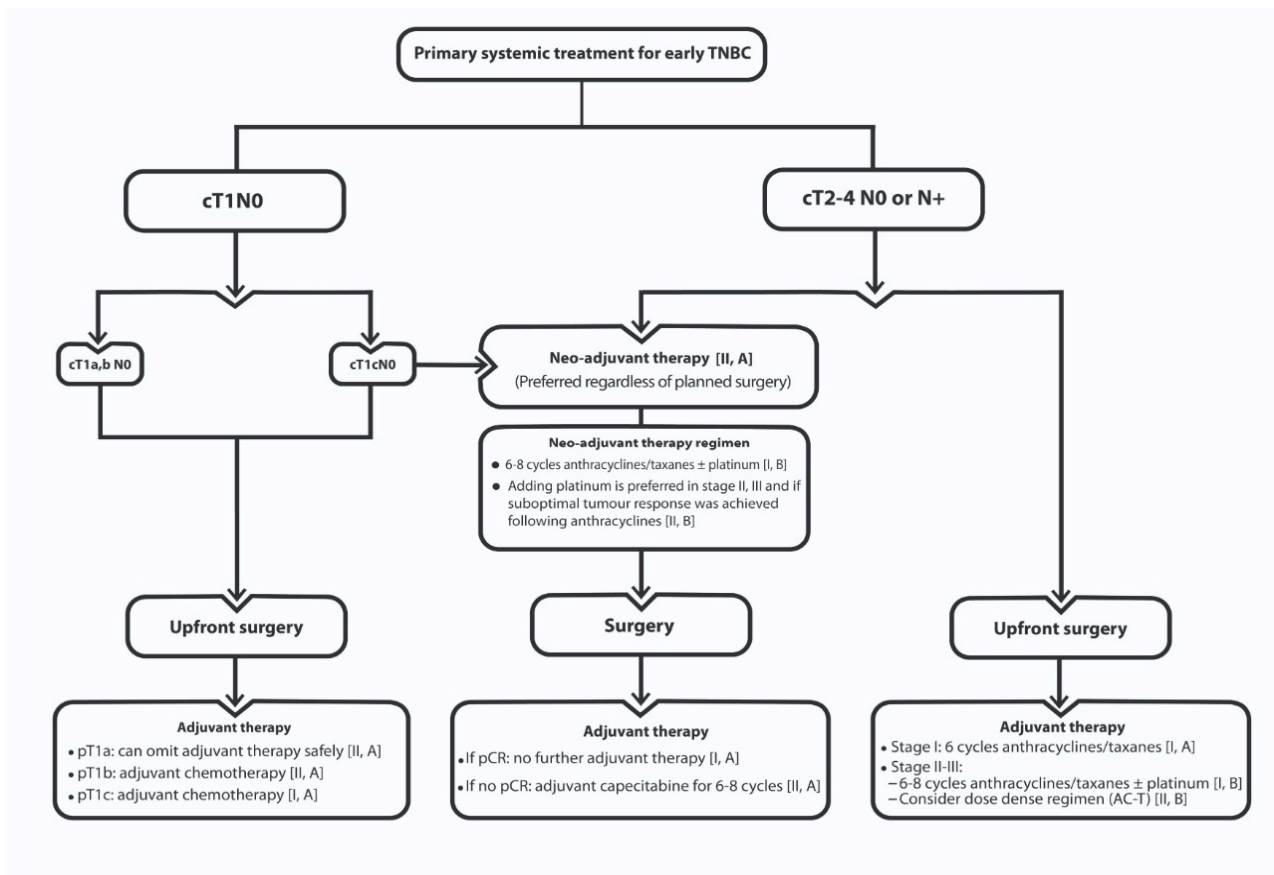 Primary systemic treatment for early TNBC
cT1N0
cT2-4 N0 or N+
cT1a,b N0
cT1cN0
Neo-adjuvant therapy [II, A]
(Preferred regardless of planned surgery)
Neo-adjuvant therapy regimen
● 6-8 cycles anthracyclines/taxanes ± platinum [I, B]
● Adding platinum is preferred in stage II, III and if
suboptimal tumour response was achieved
following anthracyclines [II, B]
Upfront surgery
Surgery
Upfront surgery
Adjuvant therapy
• pT1a: can omit adjuvant therapy safely [II, A]
• pT1b: adjuvant chemotherapy [II, A]
• pT1c: adjuvant chemotherapy [I, A]
Adjuvant therapy
• If pCR: no further adjuvant therapy [I, A]
• If no pCR: adjuvant capecitabine for 6-8 cycles [II, A]
Adjuvant therapy
• Stage I: 6 cycles anthracyclines/taxanes [I, A]
• Stage II-III:
– 6-8 cycles anthracyclines/taxanes ± platinum [I, B]
– Consider dose dense regimen (AC-T) [II, B]